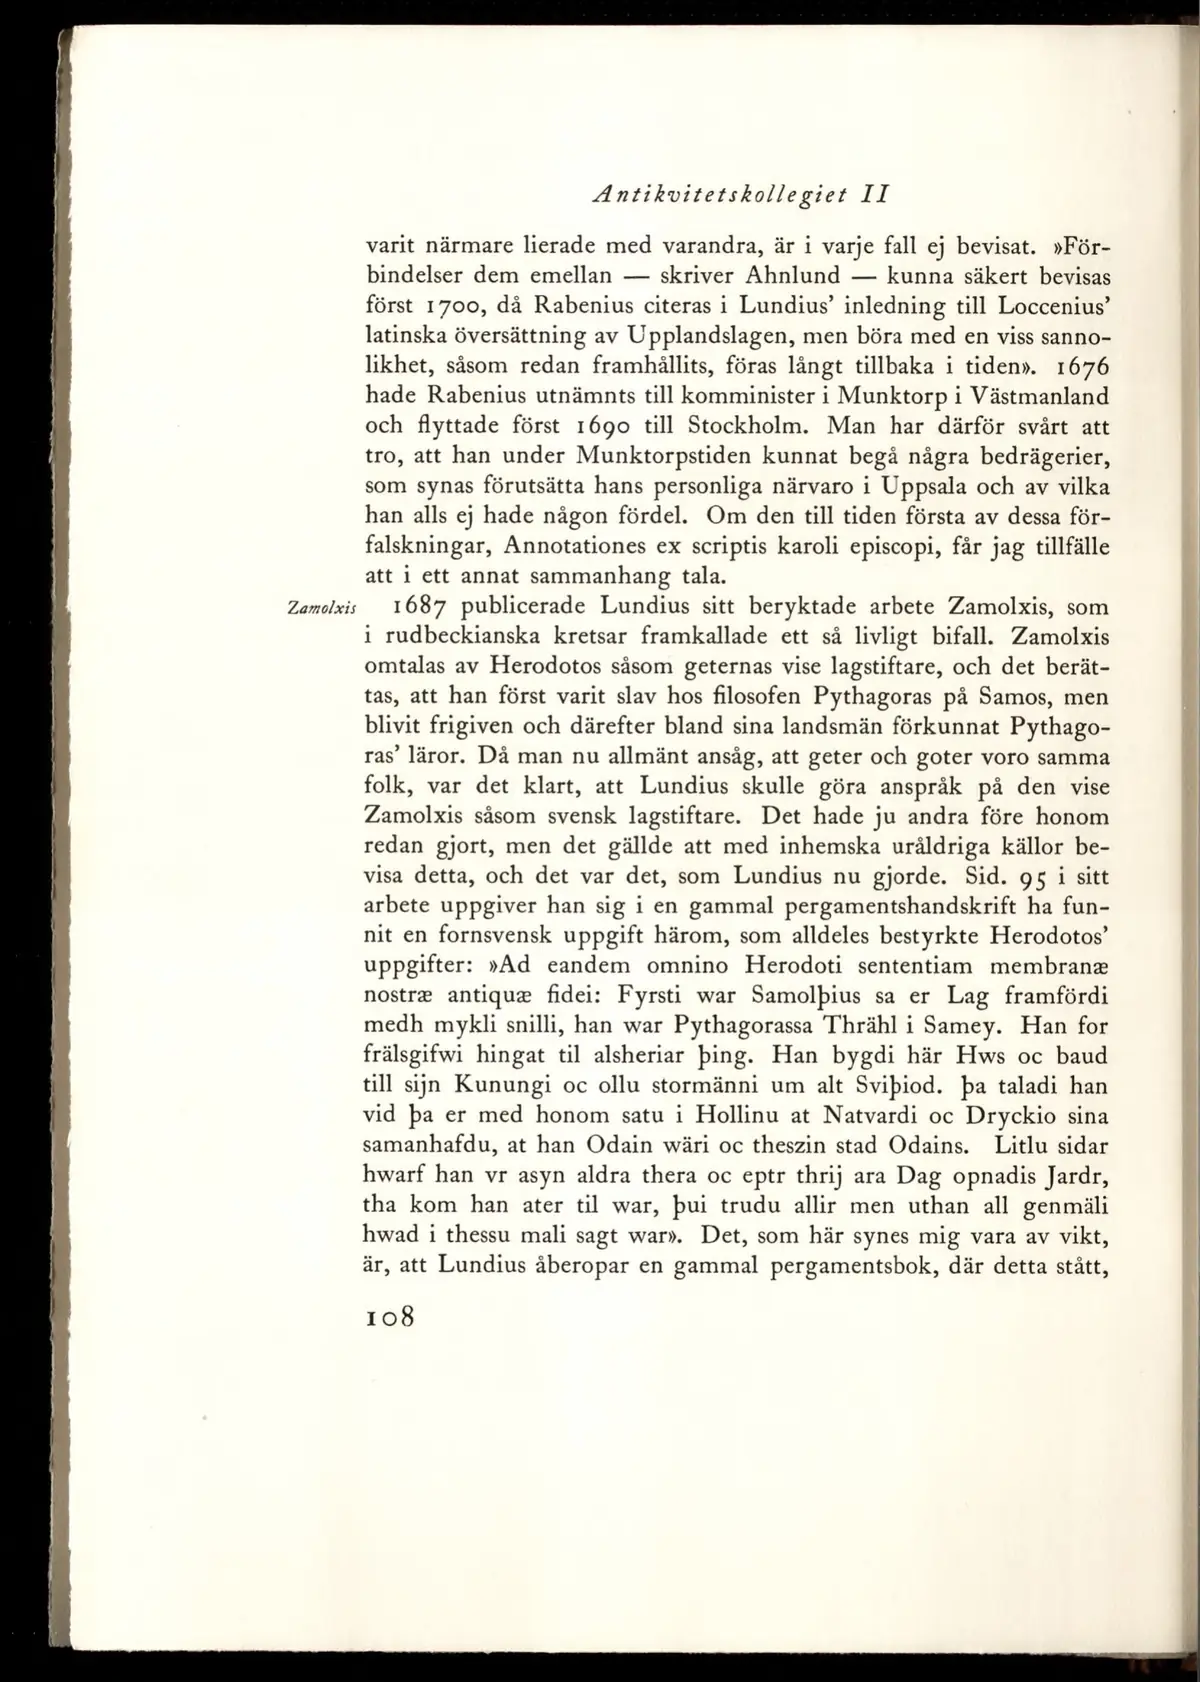 Antikvitetskollegiet II
varit närmare lierade med varandra, är i varje fall ej bevisat. »För-
bindelser dem emellan — skriver Ahnlund — kunna säkert bevisas
först 1700, då Rabenius citeras i Lundius’ inledning till Loccenius’
latinska översättning av Upplandslagen, men böra med en viss sanno-
likhet, såsom redan framhållits, föras långt tillbaka i tiden». 1676
hade Rabenius utnämnts till komminister i Munktorp i Västmanland
och flyttade först 1690 till Stockholm. Man har därför svårt att
tro, att han under Munktorpstiden kunnat begå några bedrägerier,
som synas förutsätta hans personliga närvaro i Uppsala och av vilka
han alls ej hade någon fördel. Om den till tiden första av dessa för-
falskningar, Annotationes ex scriptis karoli episcopi, får jag tillfälle
att i ett annat sammanhang tala.
Zamolxis 1687 publicerade Lundius sitt beryktade arbete Zamolxis, som
i rudbeckianska kretsar framkallade ett så livligt bifall. Zamolxis
omtalas av Herodotos såsom geternas vise lagstiftare, och det berät-
tas, att han först varit slav hos filosofen Pythagoras på Samos, men
blivit frigiven och därefter bland sina landsmän förkunnat Pythago-
ras’ läror. Då man nu allmänt ansåg, att geter och goter voro samma
folk, var det klart, att Lundius skulle göra anspråk på den vise
Zamolxis såsom svensk lagstiftare. Det hade ju andra före honom
redan gjort, men det gällde att med inhemska uråldriga källor be-
visa detta, och det var det, som Lundius nu gjorde. Sid. 95 i sitt
arbete uppgiver han sig i en gammal pergamentshandskrift ha fun-
nit en fornsvensk uppgift härom, som alldeles bestyrkte Herodotos’
uppgifter: »Ad eandem omnino Herodoti sententiam membranæ
nostræ antiquæ fidei: Fyrsti war Samolþius sa er Lag framfördi
medh mykli snilli, han war Pythagorassa Thrähl i Samey. Han for
frälsgifwi hingat til alsheriar þing. Han bygdi här Hws oc baud
till sijn Kunungi oc ollu stormänni um alt Sviþiod. þa taladi han
vid þa er med honom satu i Hollinu at Natvardi oc Dryckio sina
samanhafdu, at han Odain wäri oc theszin stad Odains. Litlu sidar
hwarf han vr asyn aldra thera oc eptr thrij ara Dag opnadis Jardr,
tha kom han ater til war, þui trudu allir men uthan all genmäli
hwad i thessu mali sagt war». Det, som här synes mig vara av vikt,
är, att Lundius åberopar en gammal pergamentsbok, där detta stått,
108